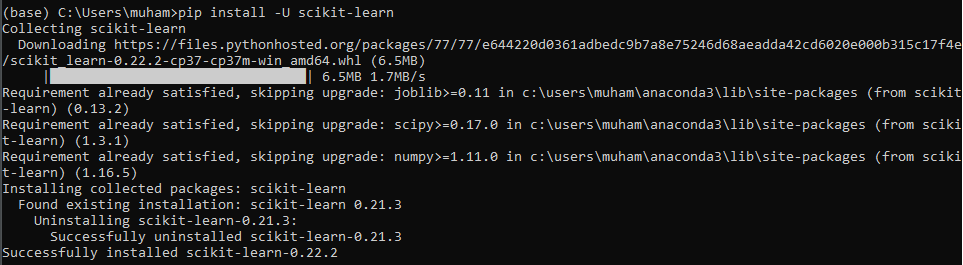 (base) C:\Users\muham>pip install -U scikit-learn
Collecting scikit-learn
  Downloading https://files.pythonhosted.org/packages/77/77/e644220d0361adbedc9b7a8e75246d68aeadda42cd6020e000b315c17f4e
/scikit_learn-0.22.2-cp37-cp37m-win_amd64.whl (6.5MB)
     |████████████████████████████████| 6.5MB 1.7MB/s
Requirement already satisfied, skipping upgrade: joblib>=0.11 in c:\users\muham\anaconda3\lib\site-packages (from scikit
-learn) (0.13.2)
Requirement already satisfied, skipping upgrade: scipy>=0.17.0 in c:\users\muham\anaconda3\lib\site-packages (from sciki
t-learn) (1.3.1)
Requirement already satisfied, skipping upgrade: numpy>=1.11.0 in c:\users\muham\anaconda3\lib\site-packages (from sciki
t-learn) (1.16.5)
Installing collected packages: scikit-learn
  Found existing installation: scikit-learn 0.21.3
    Uninstalling scikit-learn-0.21.3:
      Successfully uninstalled scikit-learn-0.21.3
Successfully installed scikit-learn-0.22.2